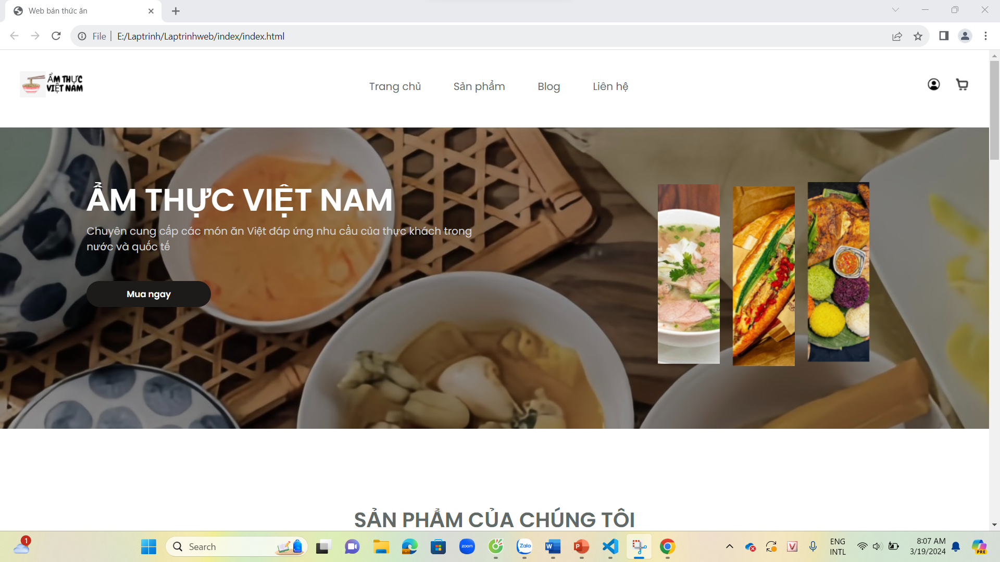 Web bán thức ăn
File
E:/Laptrinh/Laptrinhweb/index/index.html
ẨM THỰC
VIỆT NAM
Trang chủ
Sản phẩm
Blog
Liên hệ
ẨM THỰC VIỆT NAM
Chuyên cung cấp các món ăn Việt đáp ứng nhu cầu của thực khách trong
nước và quốc tế
Mua ngay
SẢN PHẨM CỦA CHÚNG TÔI
1
Search
zoom
Zalo
W
P
V
ENG
INTL
8:07 AM
3/19/2024
PRE